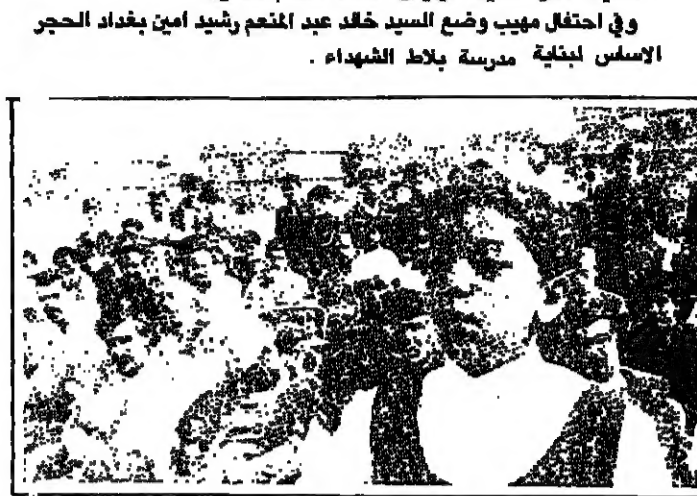 وفي احتفال مهيب وضع السيد خالد عبد المنعم رشيد امين بغداد الحجر
الاساس لبناية مدرسة بلاط الشهداء .